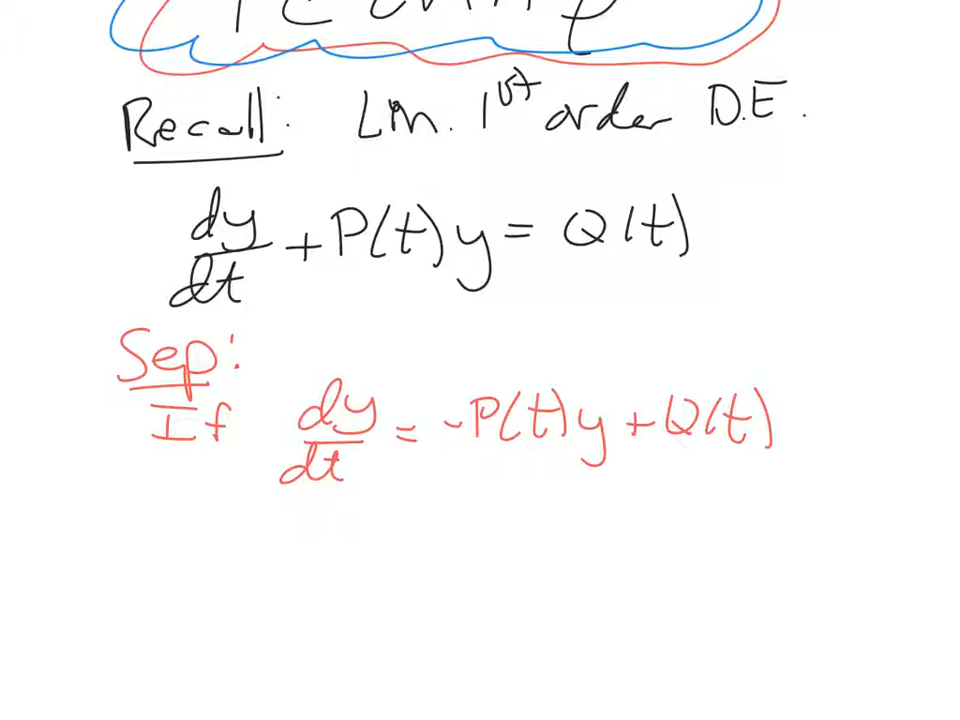 Recall: Lin. 1st order D.E.
dy/dt + P(t)y = Q(t)
Sep:
If dy/dt = -P(t)y + Q(t)